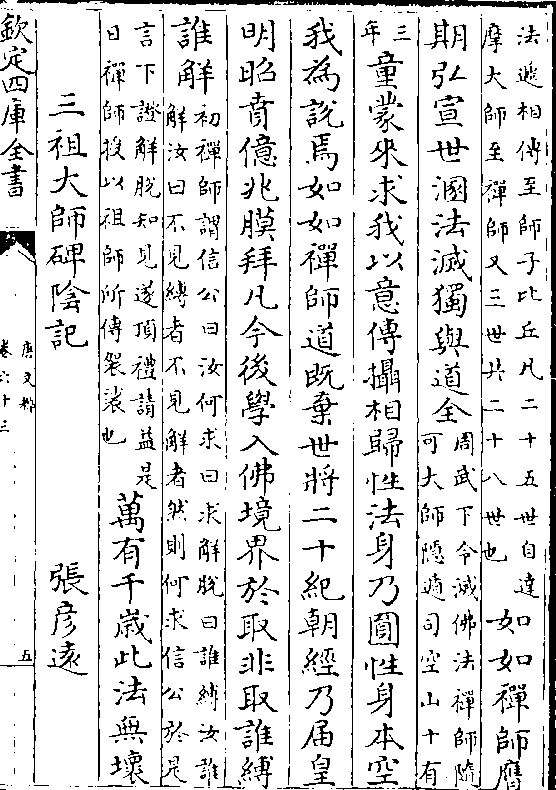 法遞相傳至師子比丘凡二十五世自達
摩大師至禪師又三世共二十八世也
如如禪師膺
期弘宣世溷法滅獨與道全
周武下令滅佛法禪師隨
可大師隱遁司空山十有
三
年
童蒙來求我以意傳攝相歸性法身乃圓性身本空
我為說焉如如禪師道既棄世將二十紀朝經乃屆皇
明昭賁億兆膜拜凡今後學入佛境界於取非取誰縛
誰解
初禪師謂信公曰汝何求曰求解脫曰誰縛汝誰
解汝曰不見縛者不見解者然則何求信公於是
言下證解脫知見遂頂禮請益是
日禪師授以祖師所傳袈裟也
萬有千歲此法無壞
三祖大師碑陰記 張彥遠
欽定四庫全書
唐文粹
卷六十三
五